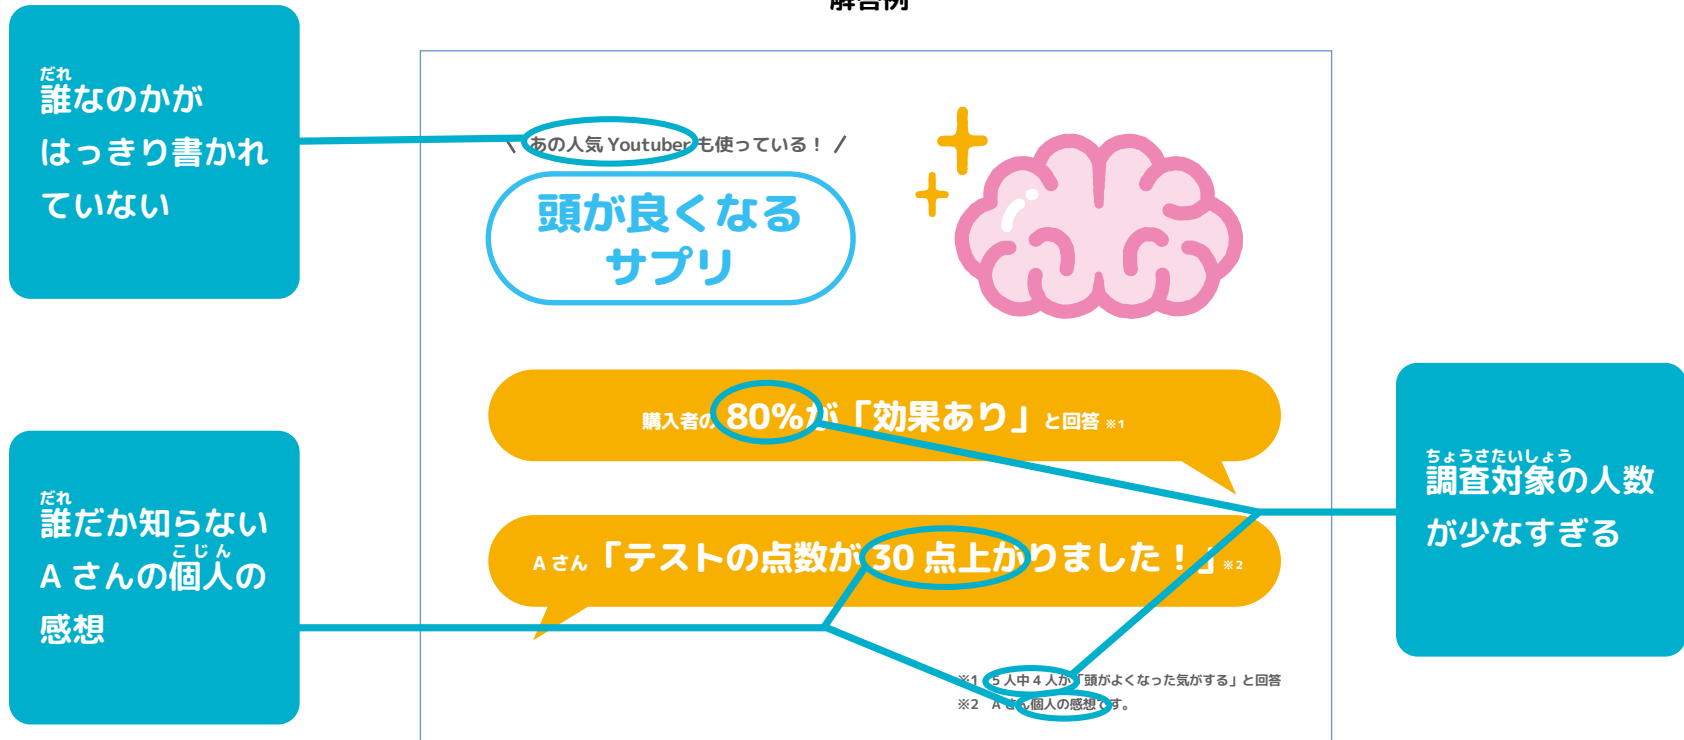 解答例
だれ
誰なのかが
はっきり書かれ
ていない
\ あの人気 Youtuber も使っている！ /
頭が良くなる
サプリ
購入者の 80%が「効果あり」と回答 ※1
A さん「テストの点数が 30 点上がりました！」※2
※1 5 人中 4 人が「頭がよくなった気がする」と回答
※2 A さん個人の感想です。
だれ
誰だか知らない
こじん
A さんの個人の
感想
ちょうさたいしょう
調査対象の人数
が少なすぎる